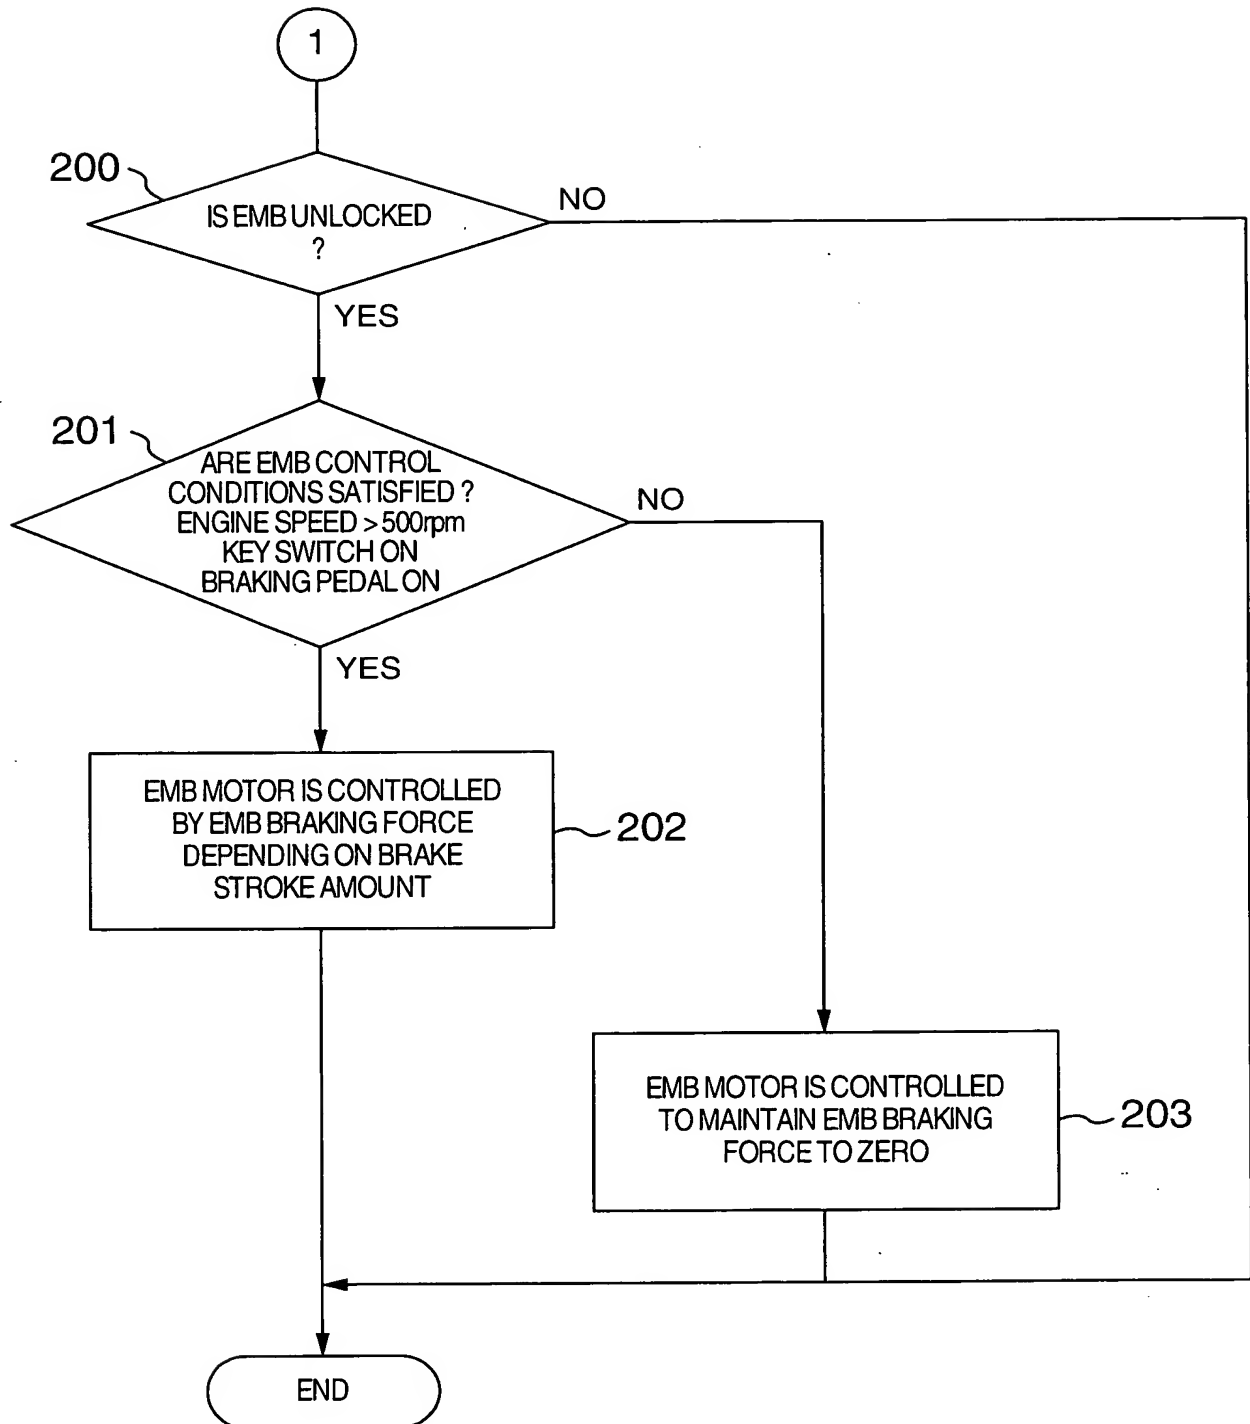 1
200
IS EMB UNLOCKED
?
NO
YES
201
ARE EMB CONTROL
CONDITIONS SATISFIED ?
ENGINE SPEED > 500rpm
KEY SWITCH ON
BRAKING PEDAL ON
NO
YES
EMB MOTOR IS CONTROLLED
BY EMB BRAKING FORCE
DEPENDING ON BRAKE
STROKE AMOUNT
202
EMB MOTOR IS CONTROLLED
TO MAINTAIN EMB BRAKING
FORCE TO ZERO
203
END